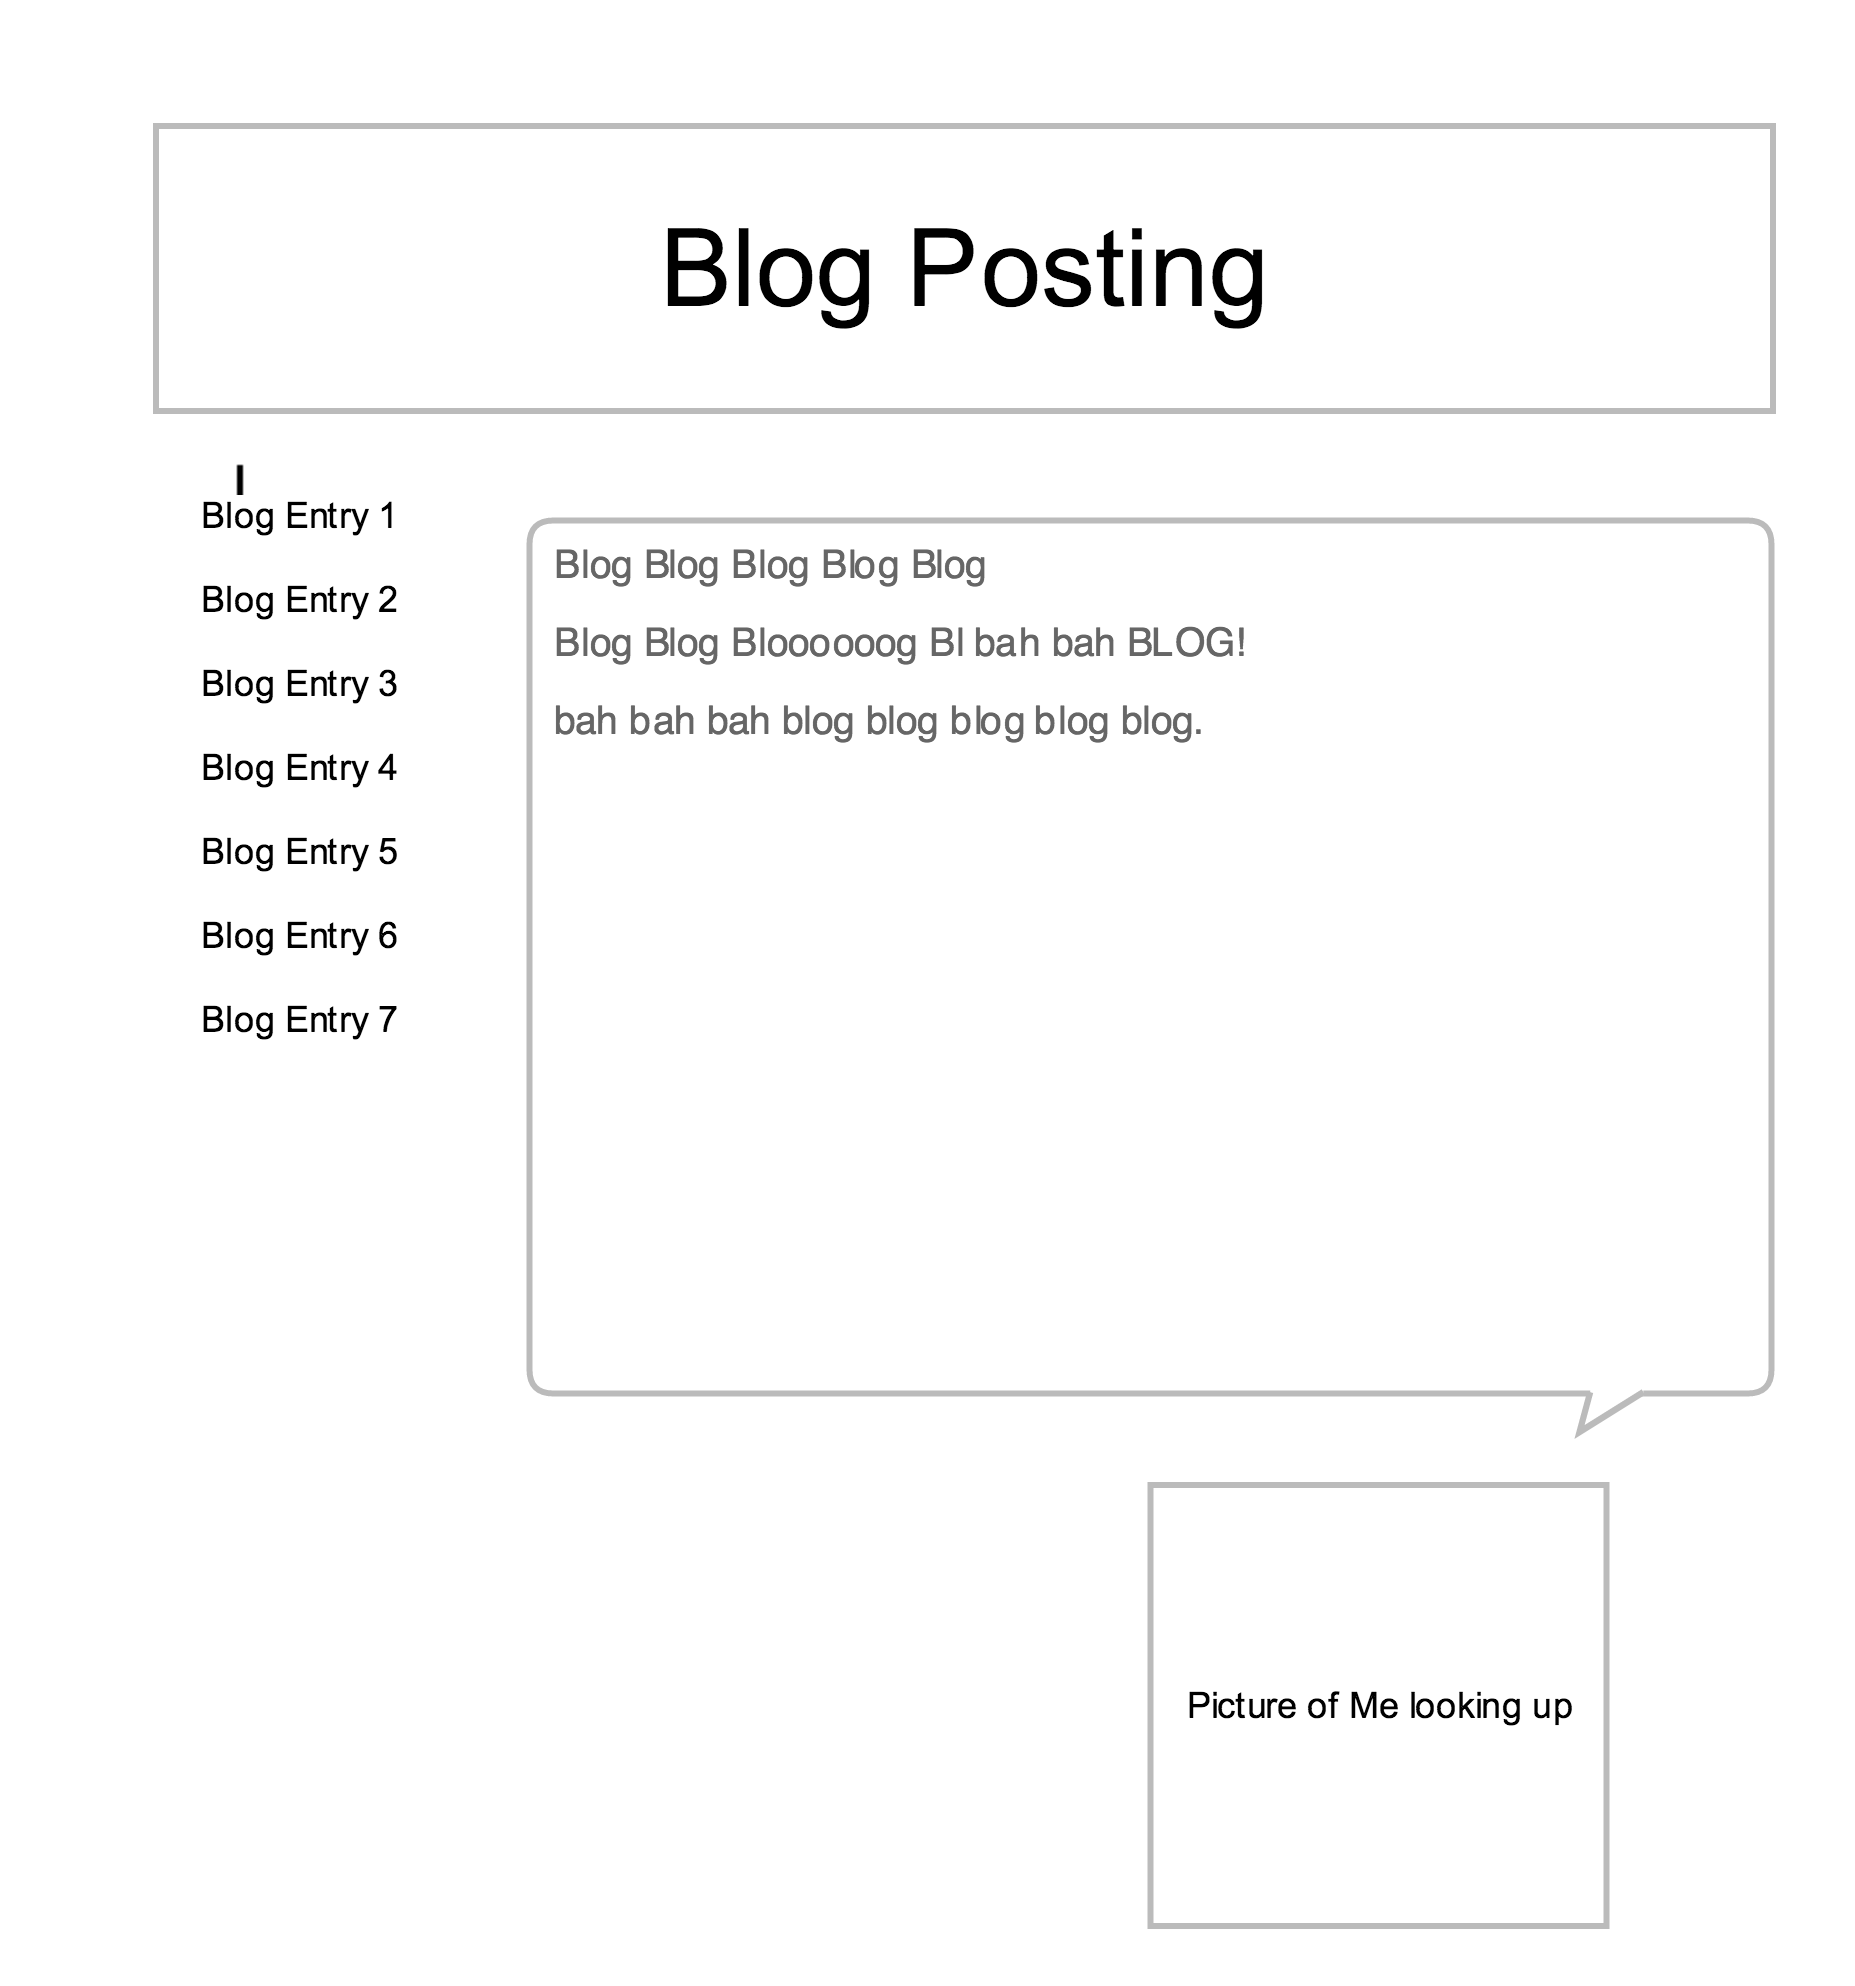 Blog Posting
Blog Entry 1
Blog Entry 2
Blog Entry 3
Blog Entry 4
Blog Entry 5
Blog Entry 6
Blog Entry 7
Blog Blog Blog Blog Blog
Blog Blog Bloooooog Bl bah bah BLOG!
bah bah bah blog blog blog blog blog.
Picture of Me looking up